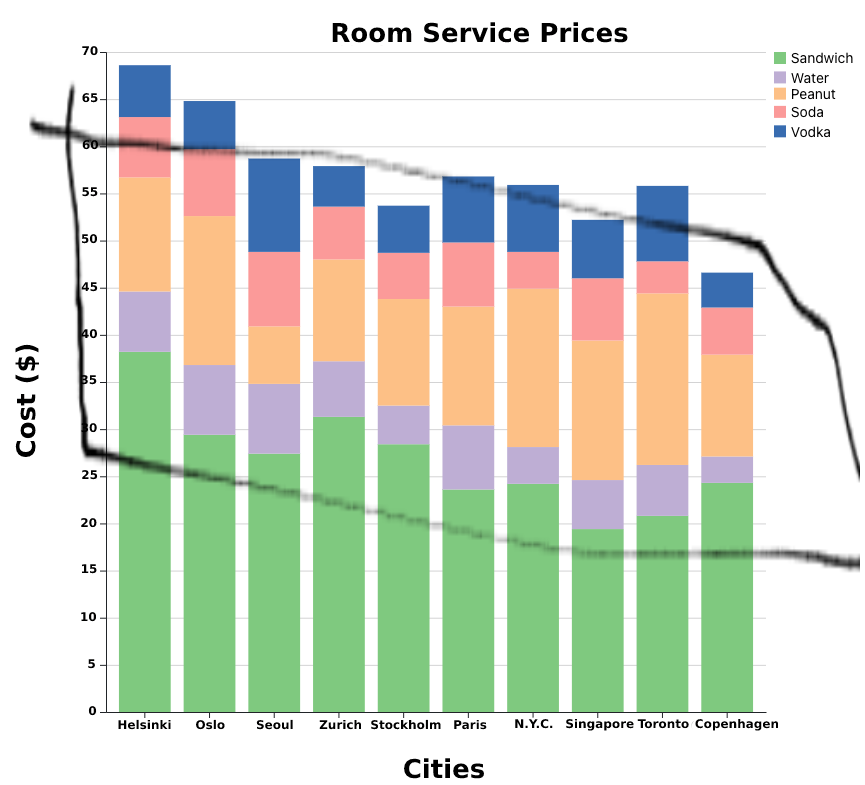 Room Service Prices
70
65
60
55
50
45
40
35
30
25
20
15
10
5
0
Cost ($)
Helsinki Oslo Seoul Zurich Stockholm Paris N.Y.C. Singapore Toronto Copenhagen
Cities
Sandwich
Water
Peanut
Soda
Vodka